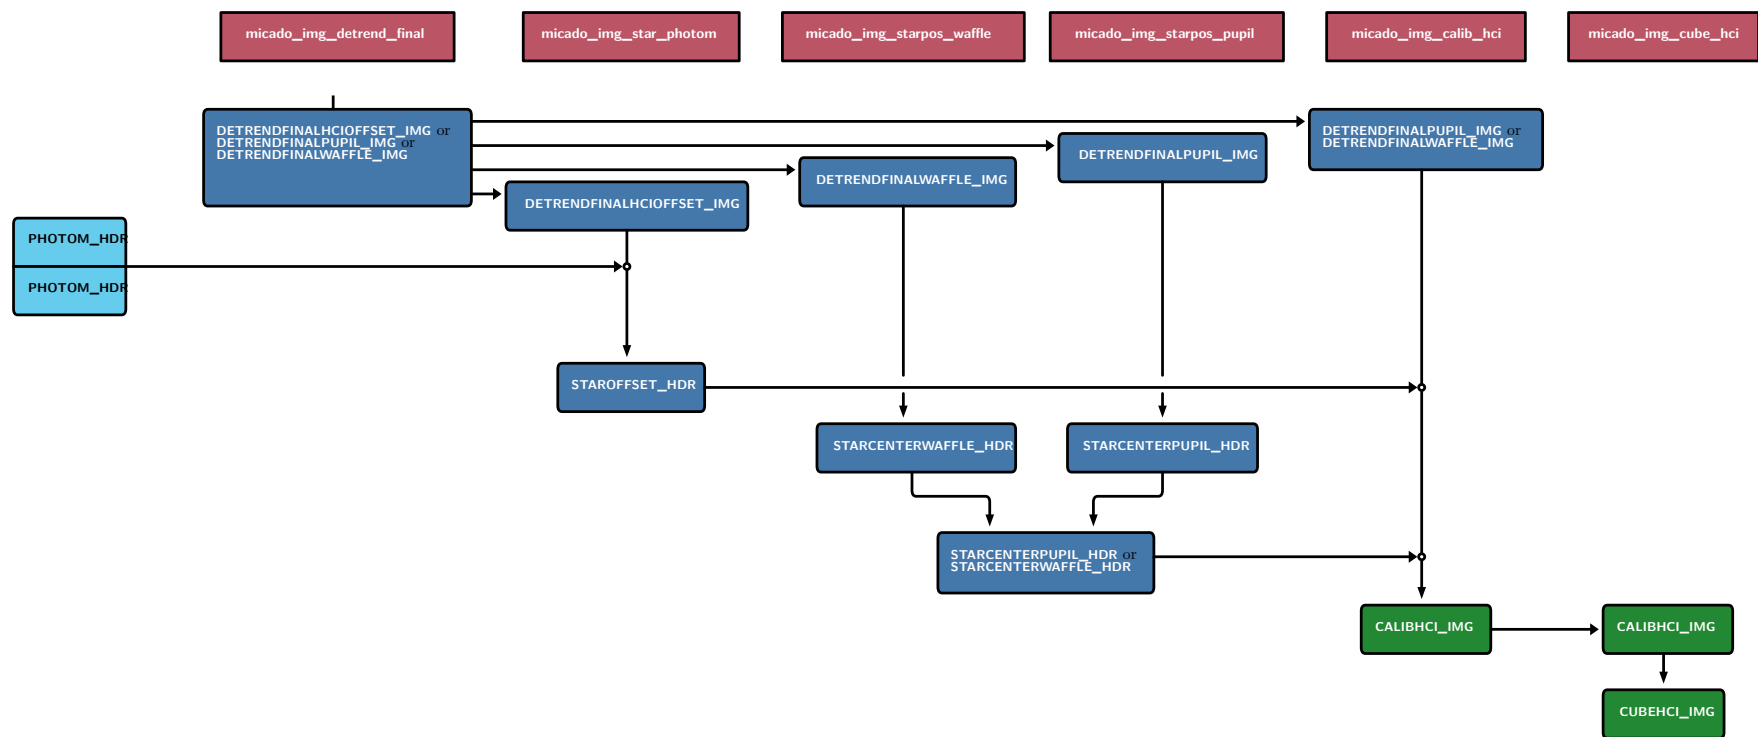 micado_img_detrend_final
micado_img_star_photom
micado_img_starpos_waffle
micado_img_starpos_pupil
micado_img_calib_hci
micado_img_cube_hci
DETRENDFINALHCIOFFSET_IMG or
DETRENDFINALPUPIL_IMG or
DETRENDFINALWAFFLE_IMG
DETRENDFINALPUPIL_IMG or
DETRENDFINALWAFFLE_IMG
DETRENDFINALPUPIL_IMG
DETRENDFINALWAFFLE_IMG
DETRENDFINALHCIOFFSET_IMG
PHOTOM_HDR
PHOTOM_HDR
STAROFFSET_HDR
STARCENTERWAFFLE_HDR
STARCENTERPUPIL_HDR
STARCENTERPUPIL_HDR or
STARCENTERWAFFLE_HDR
CALIBHCI_IMG
CALIBHCI_IMG
CUBEHCI_IMG